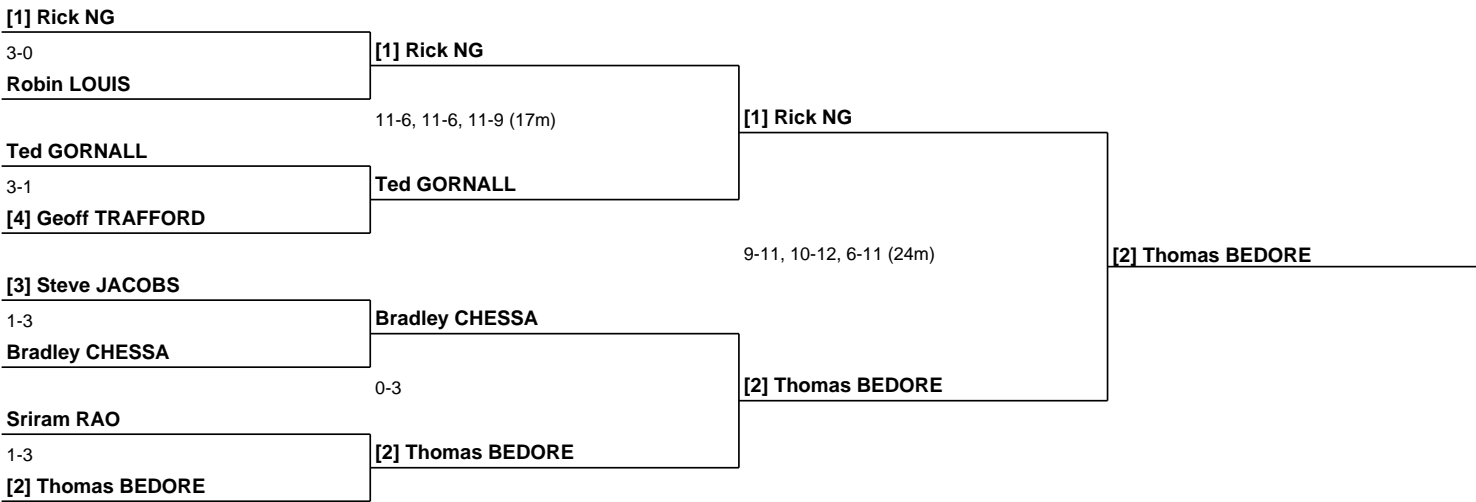 [1] Rick NG
3-0
[1] Rick NG
Robin LOUIS
11-6, 11-6, 11-9 (17m)
[1] Rick NG
Ted GORNALL
3-1
Ted GORNALL
[4] Geoff TRAFFORD
9-11, 10-12, 6-11 (24m)
[2] Thomas BEDORE
[3] Steve JACOBS
1-3
Bradley CHESSA
Bradley CHESSA
0-3
[2] Thomas BEDORE
Sriram RAO
1-3
[2] Thomas BEDORE
[2] Thomas BEDORE